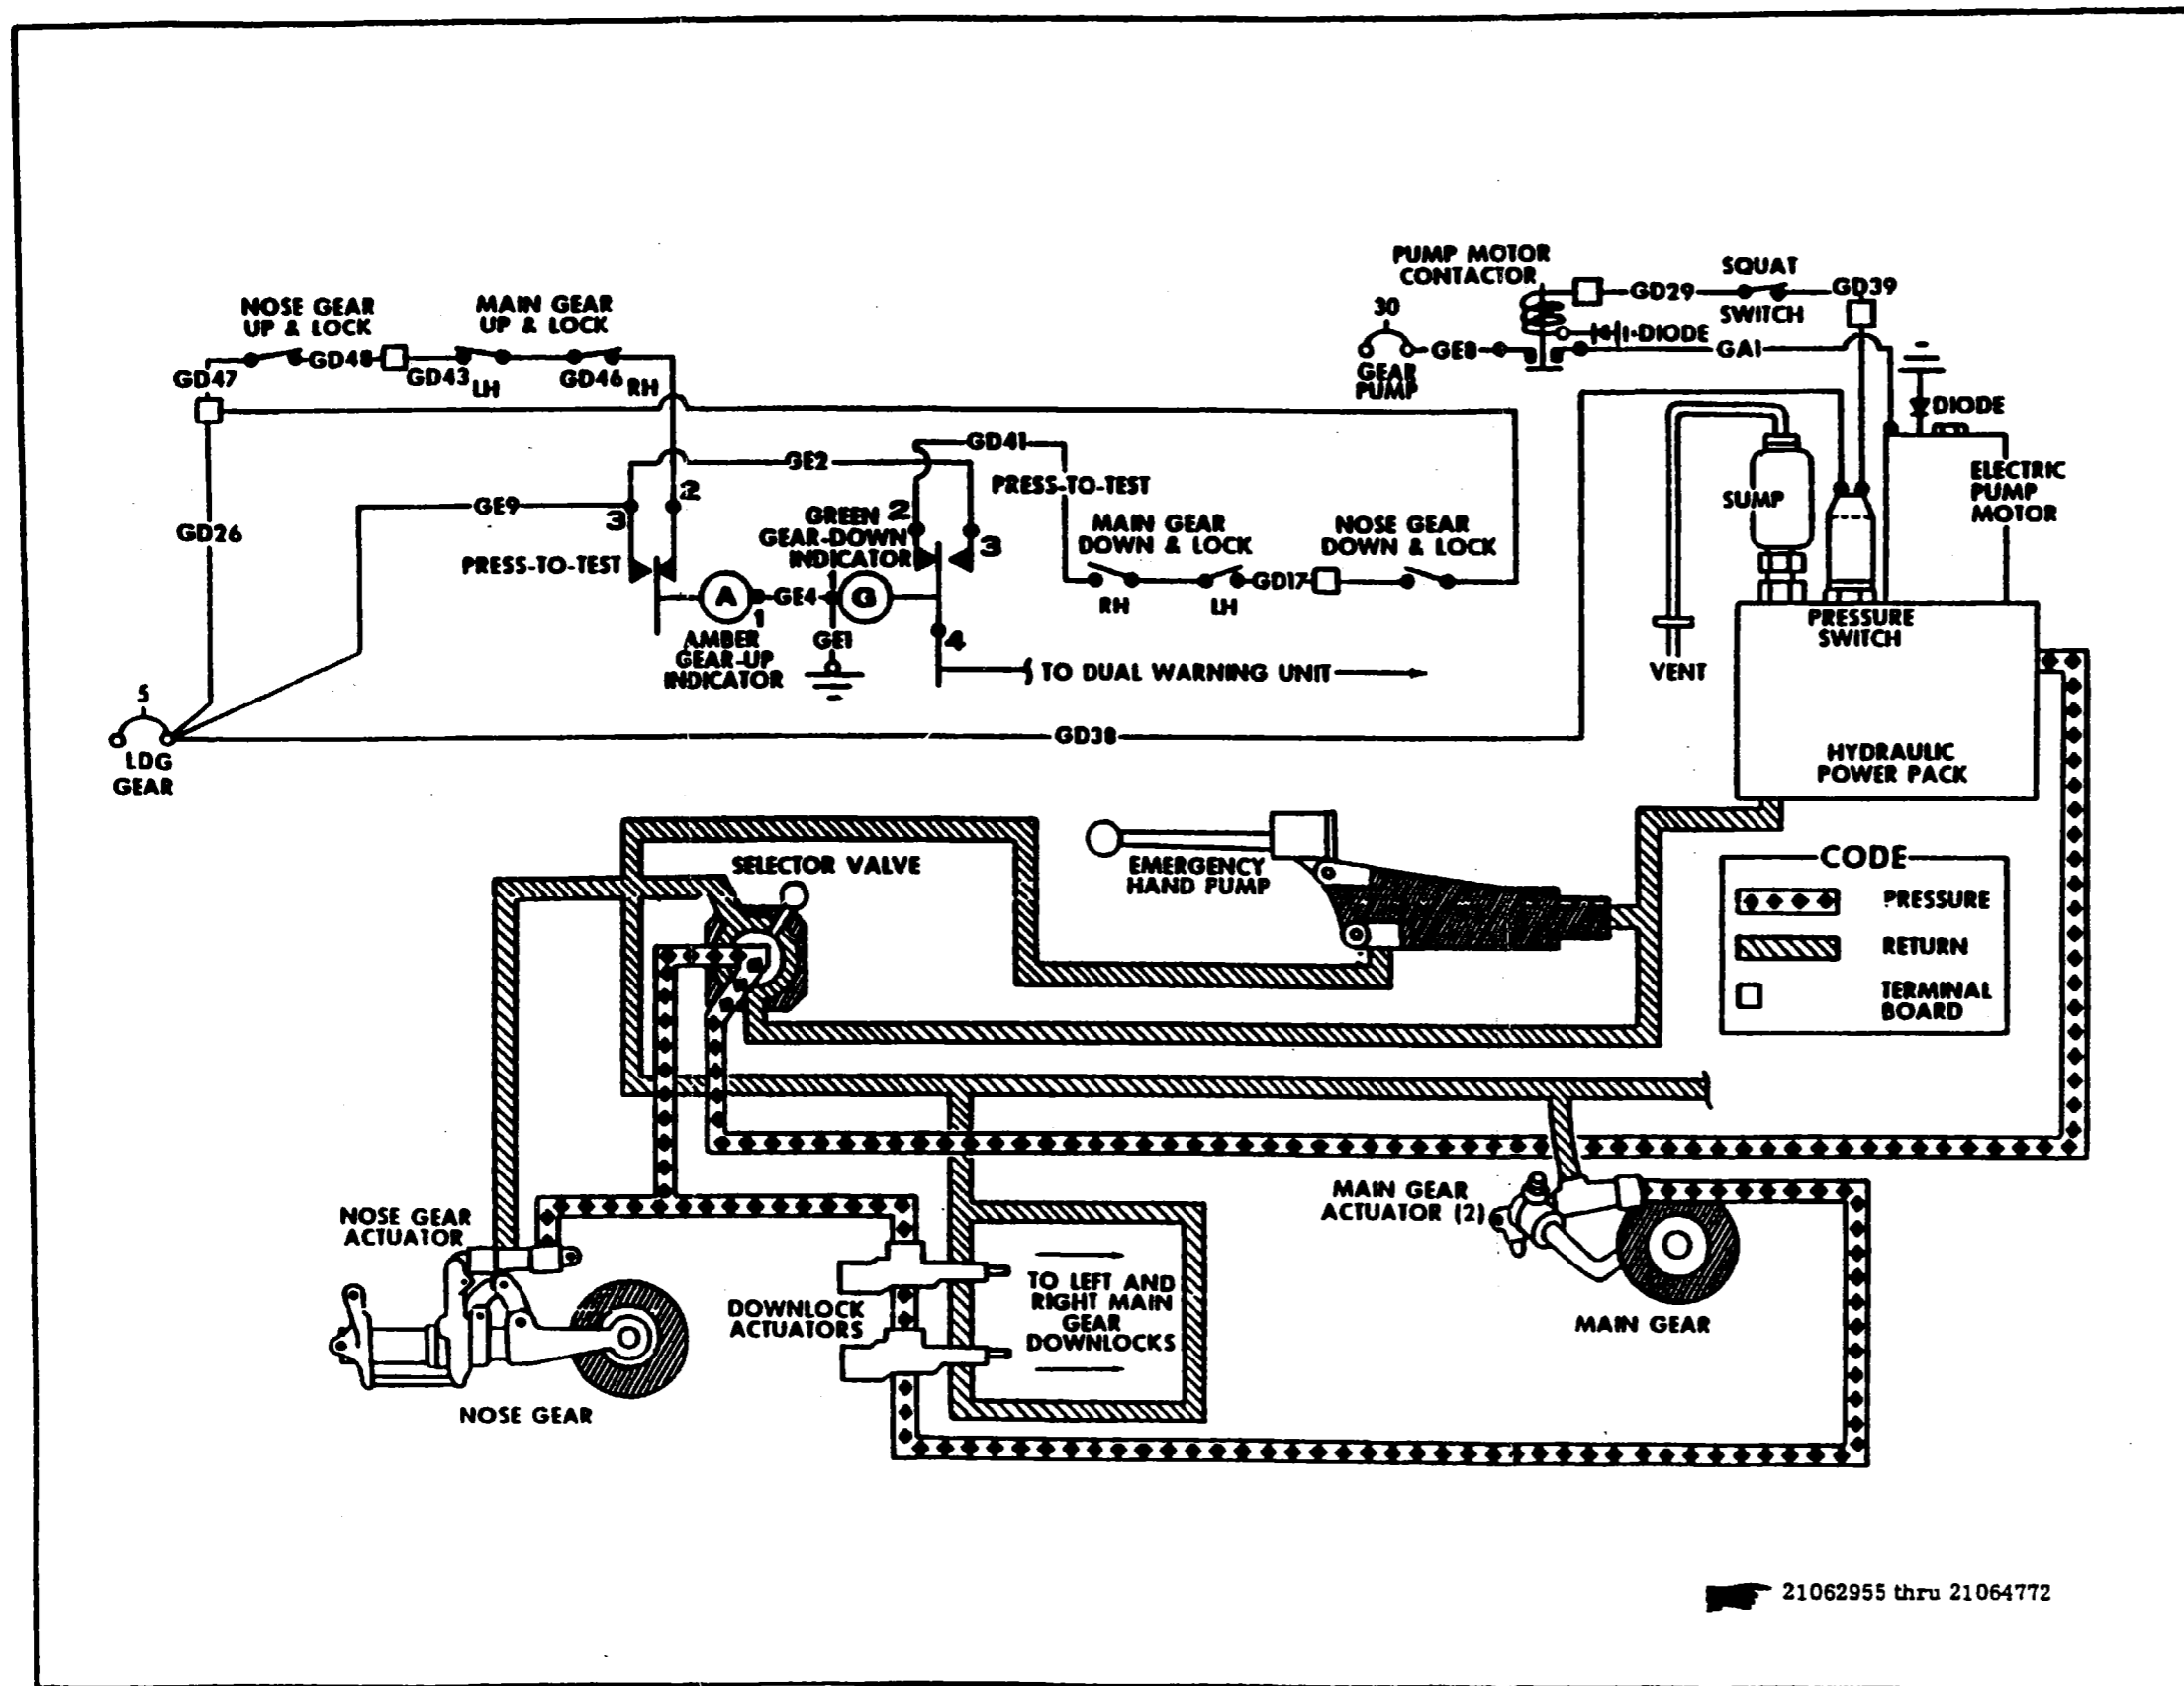 PUMP MOTOR
CONTACTOR
SQUAT
SWITCH
GD29
GD39
30
GE8
GEAR
PUMP
DIODE
GA1
NOSE GEAR
UP & LOCK
MAIN GEAR
UP & LOCK
GD47
GD48
GD43
LH
GD46
RH
DIODE
ELECTRIC
PUMP
MOTOR
SUMP
GD41
GE2
PRESS-TO-TEST
GE9
2
3
GD26
GREEN
GEAR-DOWN
INDICATOR
2
3
MAIN GEAR
DOWN & LOCK
NOSE GEAR
DOWN & LOCK
PRESS-TO-TEST
A
1
GE4
1
G
GD17
RH
LH
AMBER
GEAR-UP
INDICATOR
GE1
4
TO DUAL WARNING UNIT
PRESSURE
SWITCH
VENT
5
LDG
GEAR
GD38
HYDRAULIC
POWER PACK
SELECTOR VALVE
EMERGENCY
HAND PUMP
CODE
PRESSURE
RETURN
TERMINAL
BOARD
NOSE GEAR
ACTUATOR
MAIN GEAR
ACTUATOR (2)
DOWNLOCK
ACTUATORS
TO LEFT AND
RIGHT MAIN
GEAR
DOWNLOCKS
MAIN GEAR
NOSE GEAR
21062955 thru 21064772